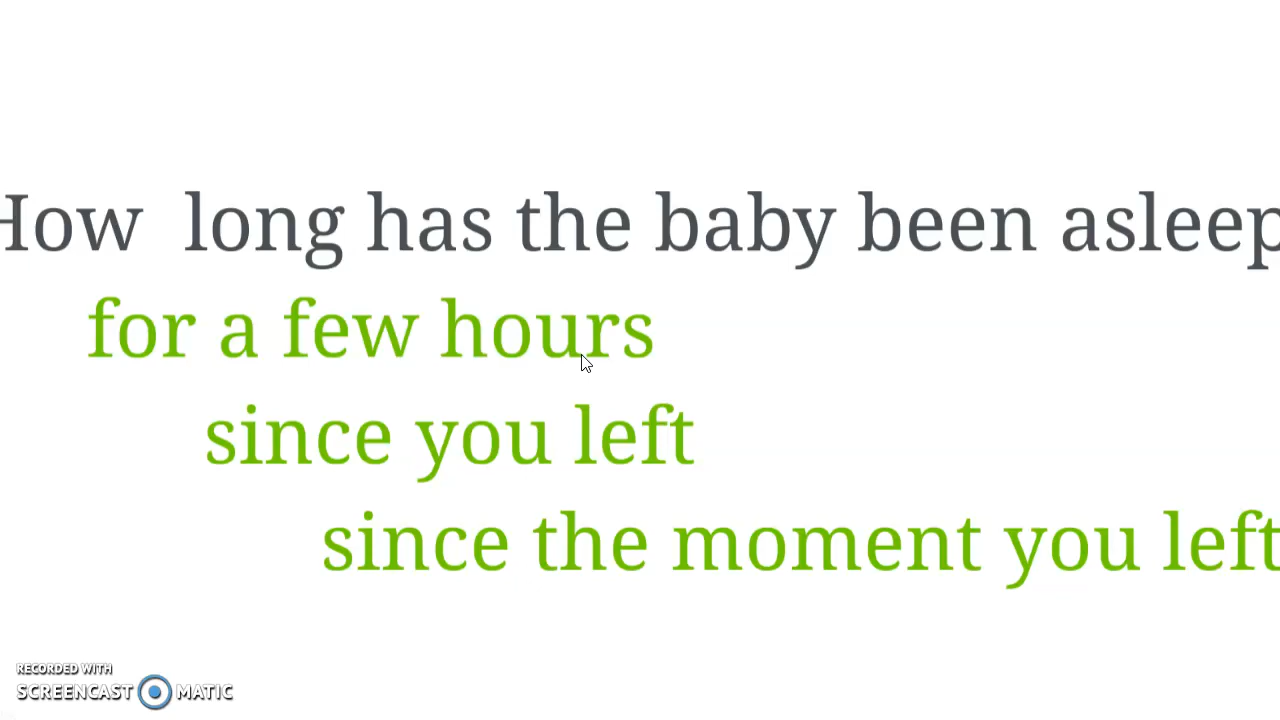 How long has the baby been asleep
for a few hours
since you left
since the moment you left
RECORDED WITH
SCREENCAST MATIC